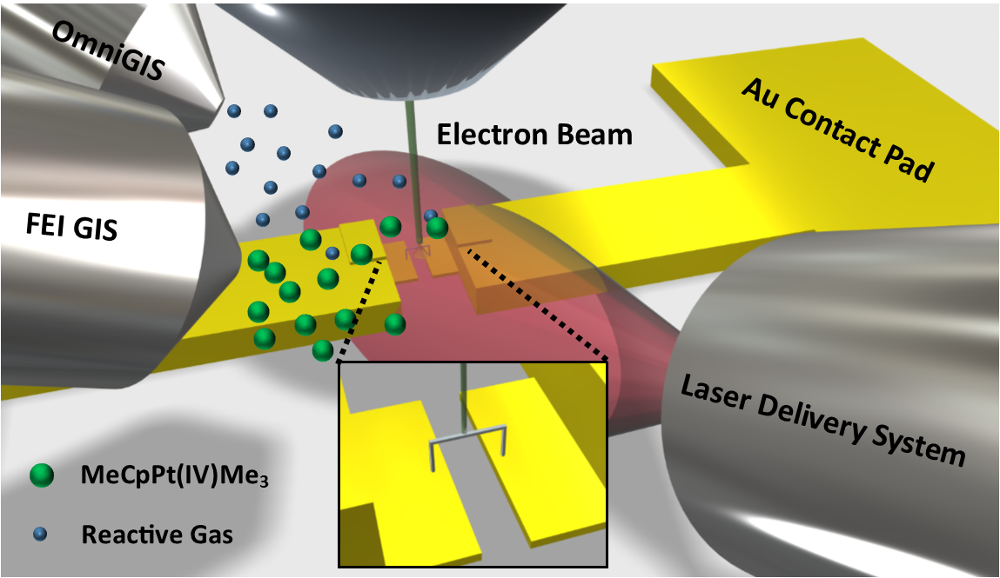 OmniGIS
Electron Beam
Au Contact Pad
FEI GIS
Laser Delivery System
MeCpPt(IV)Me₃
Reactive Gas